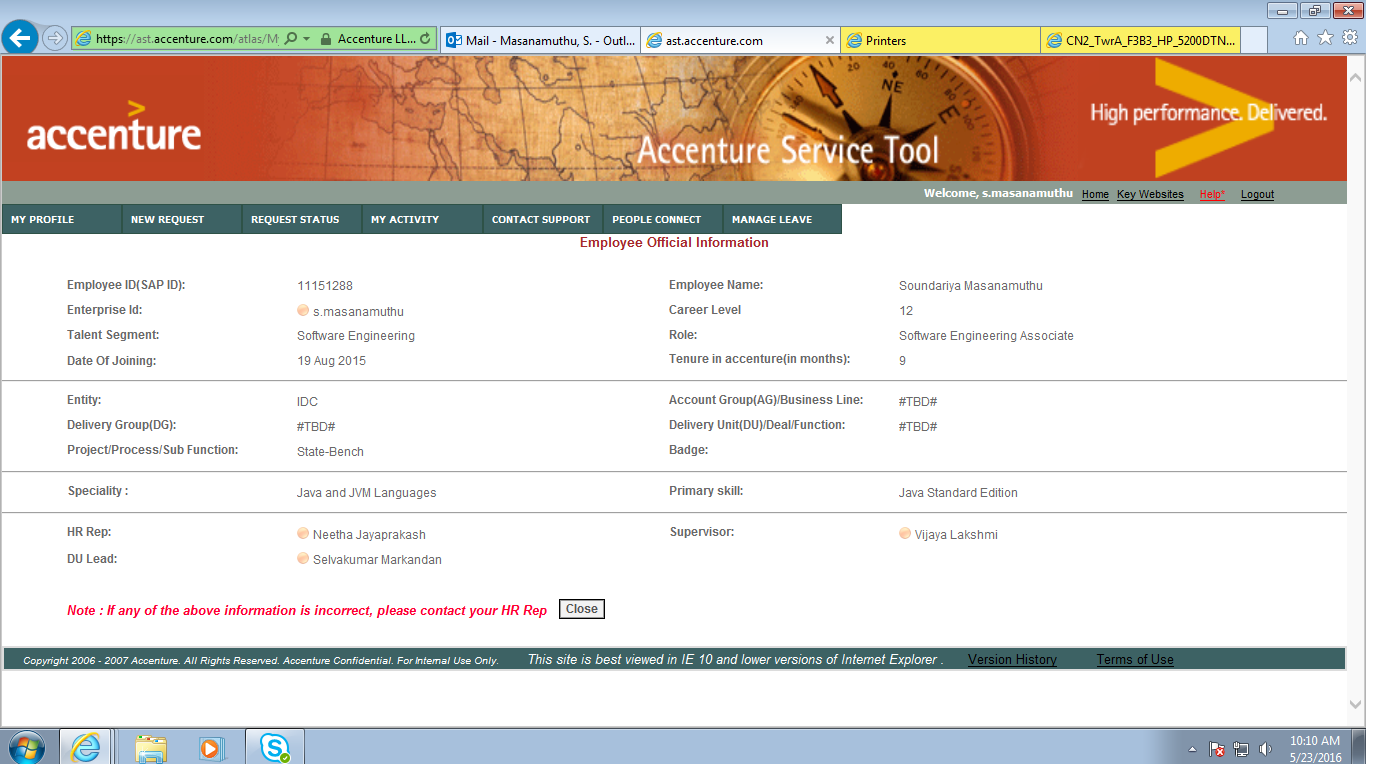 https://ast.accenture.com/atlas/M
Accenture LL...
Mail - Masanamuthu, S. - Outl...
ast.accenture.com
Printers
CN2_TwrA_F3B3_HP_5200DTN...
accenture
Accenture Service Tool
NE
High performance. Delivered.
Welcome, s.masanamuthu Home Key Websites Help* Logout
MY PROFILE NEW REQUEST REQUEST STATUS MY ACTIVITY CONTACT SUPPORT PEOPLE CONNECT MANAGE LEAVE
Employee Official Information
Employee ID(SAP ID): 11151288 Employee Name: Soundariya Masanamuthu
Enterprise Id: s.masanamuthu Career Level 12
Talent Segment: Software Engineering Role: Software Engineering Associate
Date Of Joining: 19 Aug 2015 Tenure in accenture(in months): 9
Entity: IDC Account Group(AG)/Business Line: #TBD#
Delivery Group(DG): #TBD# Delivery Unit(DU)/Deal/Function: #TBD#
Project/Process/Sub Function: State-Bench Badge:
Speciality : Java and JVM Languages Primary skill: Java Standard Edition
HR Rep: Neetha Jayaprakash Supervisor: Vijaya Lakshmi
DU Lead: Selvakumar Markandan
Note : If any of the above information is incorrect, please contact your HR Rep Close
Copyright 2006 - 2007 Accenture. All Rights Reserved. Accenture Confidential. For Internal Use Only. This site is best viewed in IE 10 and lower versions of Internet Explorer . Version History Terms of Use
10:10 AM
5/23/2016